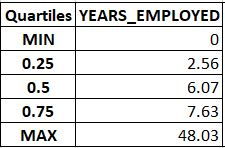 Quartiles YEARS_EMPLOYED
MIN 0
0.25 2.56
0.5 6.07
0.75 7.63
MAX 48.03